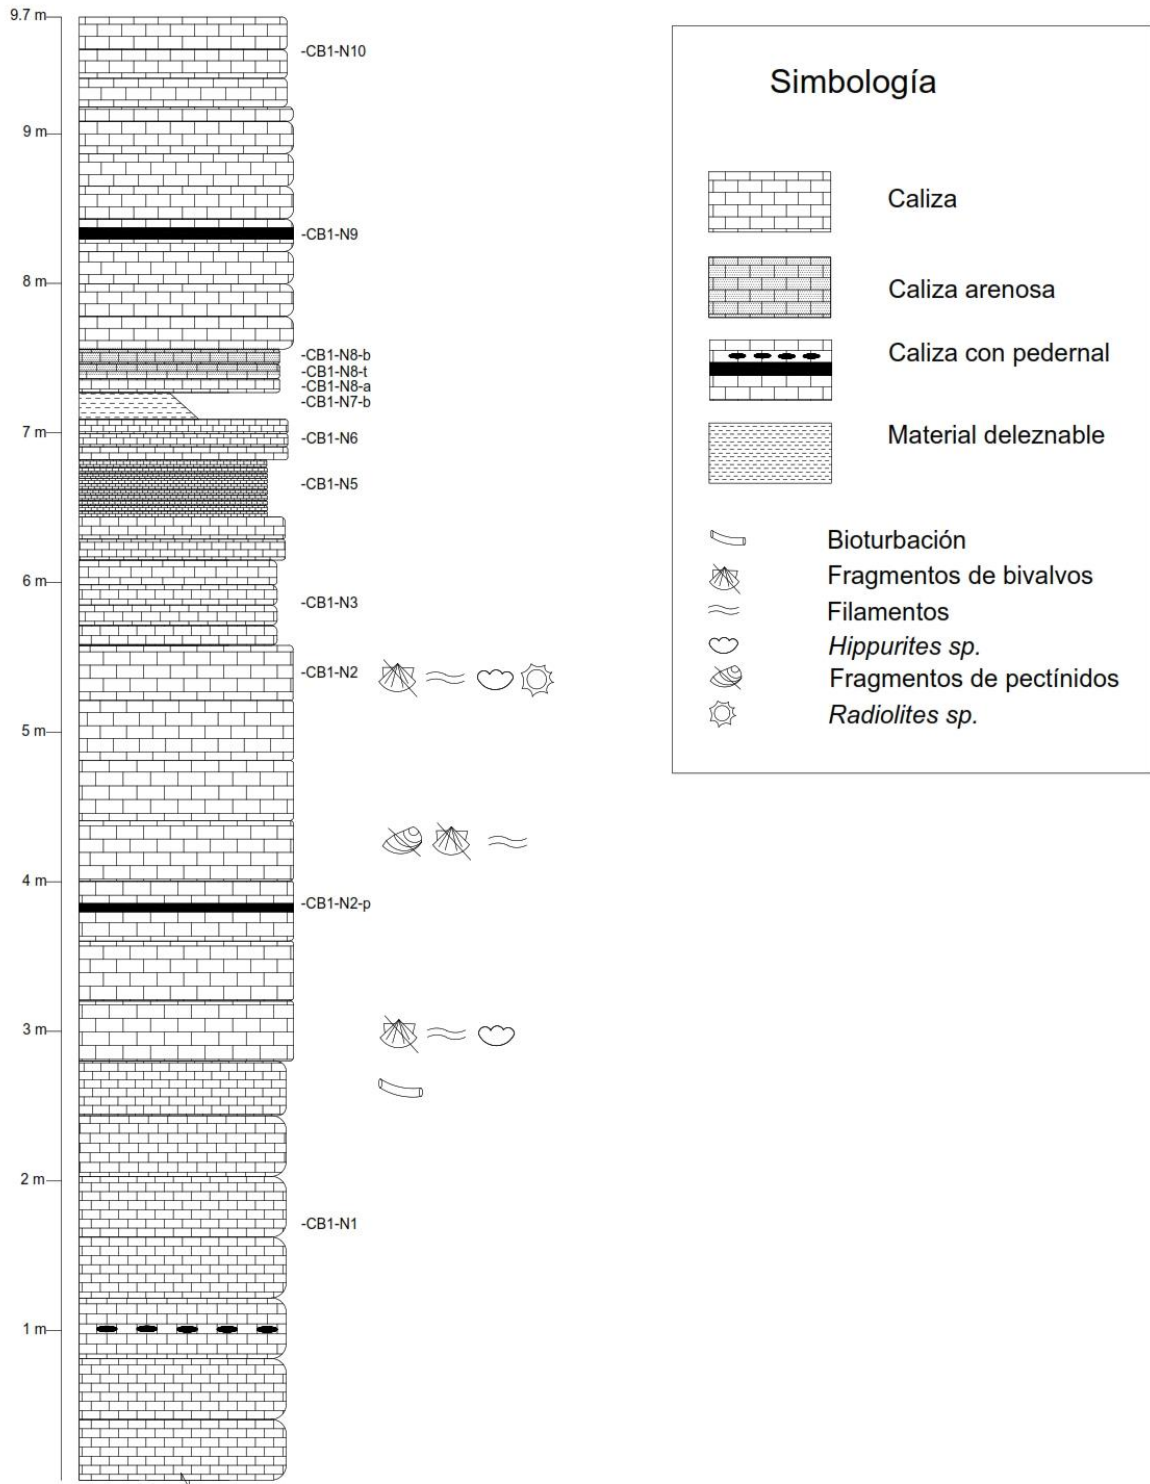 9.7 m
-CB1-N10
9 m
-CB1-N9
8 m
-CB1-N8-b
-CB1-N8-t
-CB1-N8-a
-CB1-N7-b
7 m
-CB1-N6
-CB1-N5
6 m
-CB1-N3
-CB1-N2
5 m
4 m
-CB1-N2-p
3 m
2 m
-CB1-N1
1 m
Simbología
Caliza
Caliza arenosa
Caliza con pedernal
Material deleznable
Bioturbación
Fragmentos de bivalvos
Filamentos
Hippurites sp.
Fragmentos de pectínidos
Radiolites sp.